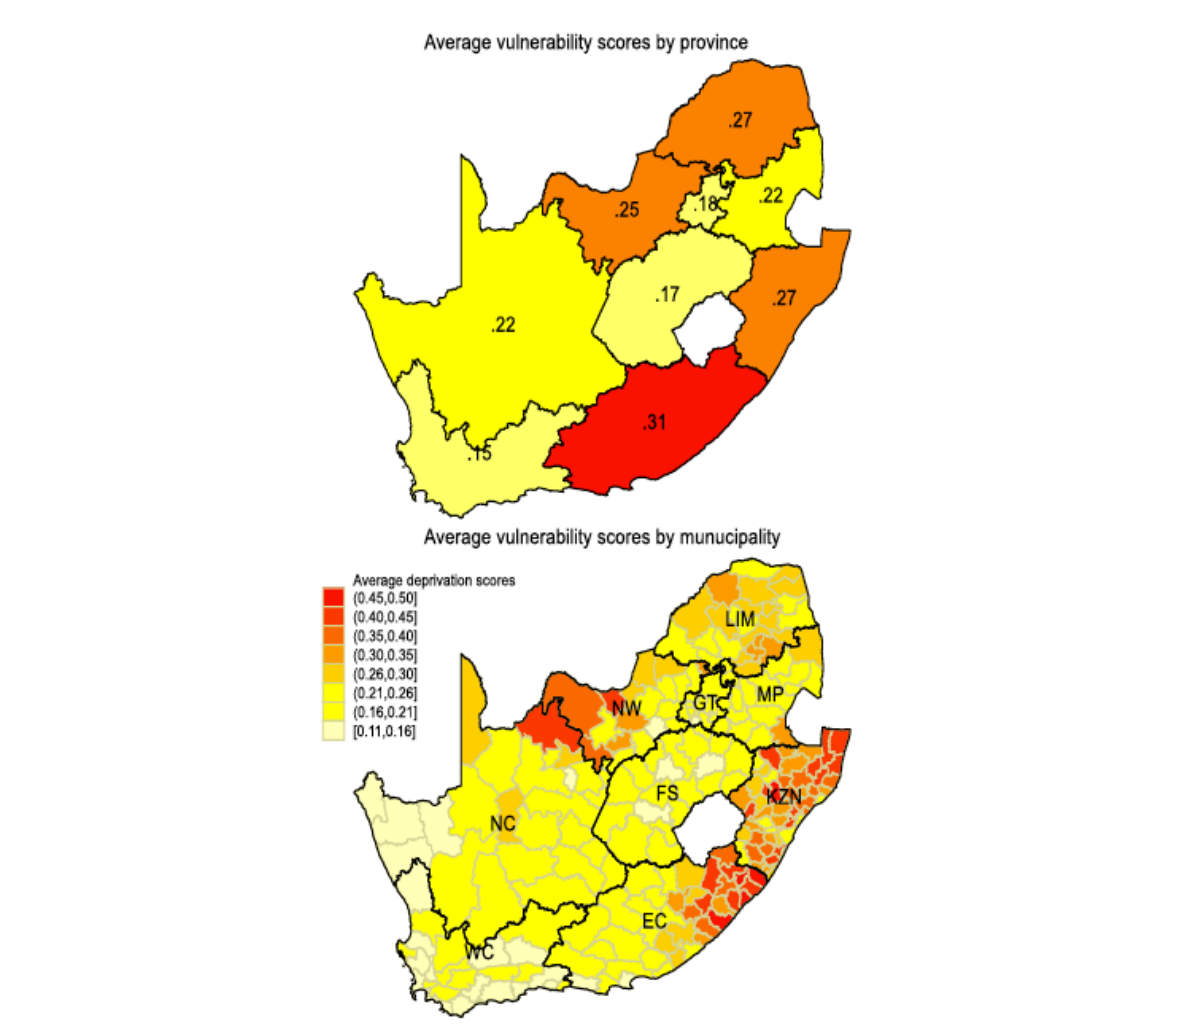 Average vulnerability scores by province
.27
.22
.25
.18
.17
.27
.22
.31
.15
Average vulnerability scores by munucipality
Average deprivation scores
(0.45,0.50]
(0.40,0.45]
(0.35,0.40]
(0.30,0.35]
(0.26,0.30]
(0.21,0.26]
(0.16,0.21]
[0.11,0.16]
LIM
MP
NW
GT
FS
KZN
NC
EC
WC